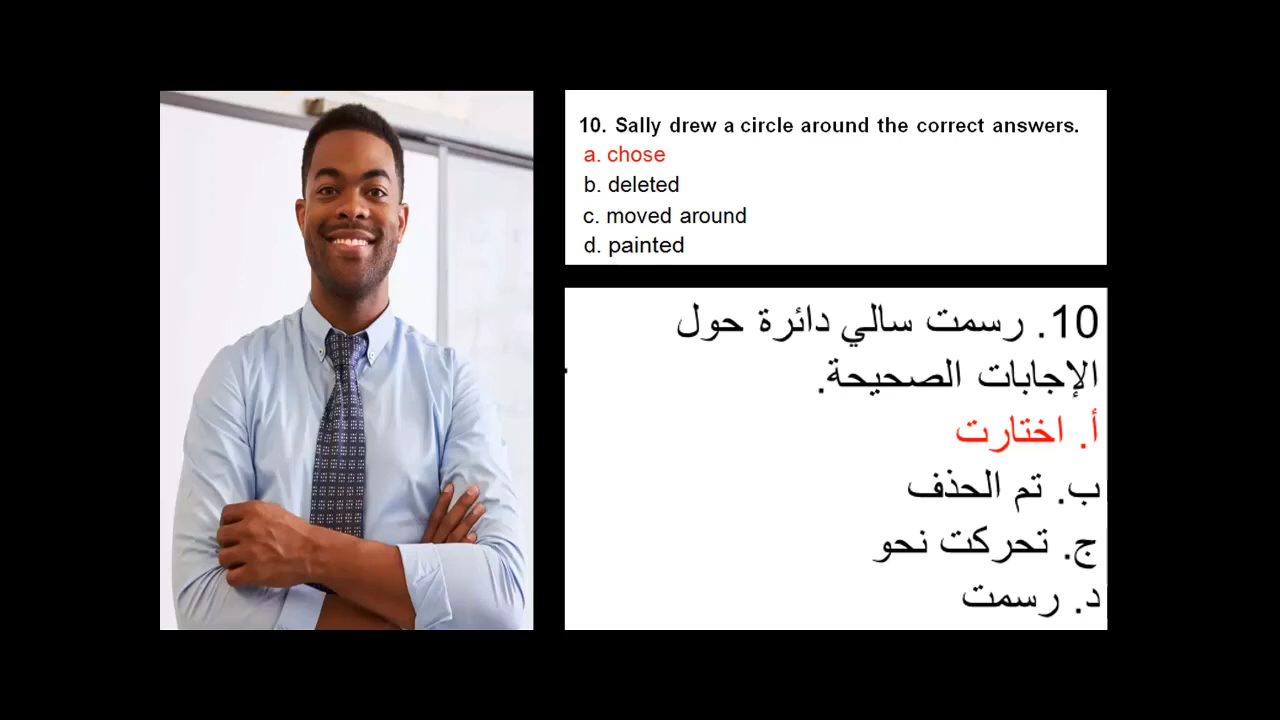 10. Sally drew a circle around the correct answers.
a. chose
b. deleted
c. moved around
d. painted
10. رسمت سالي دائرة حول
الإجابات الصحيحة.
أ. اختارت
ب. تم الحذف
ج. تحركت نحو
د. رسمت